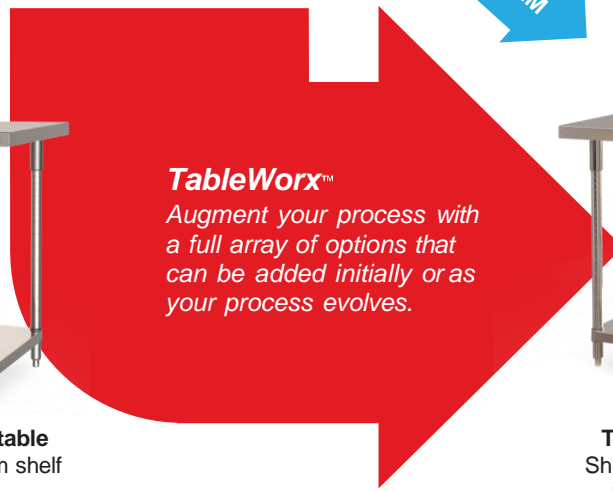 TableWorx™
Augment your process with
a full array of options that
can be added initially or as
your process evolves.
table
shelf
T
Sh